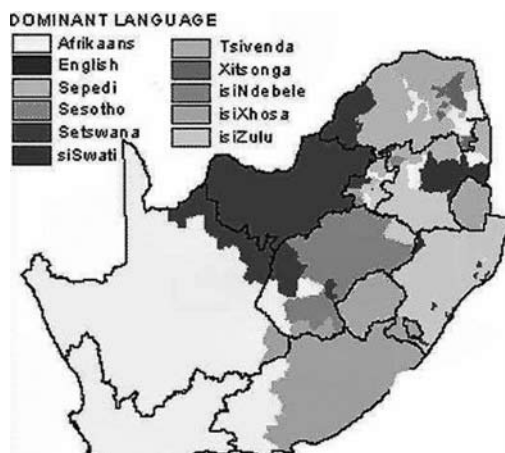 DOMINANT LANGUAGE
Afrikaans
English
Sepedi
Sesotho
Setswana
siSwati
Tsivenda
Xitsonga
isiNdebele
isiXhosa
isiZulu